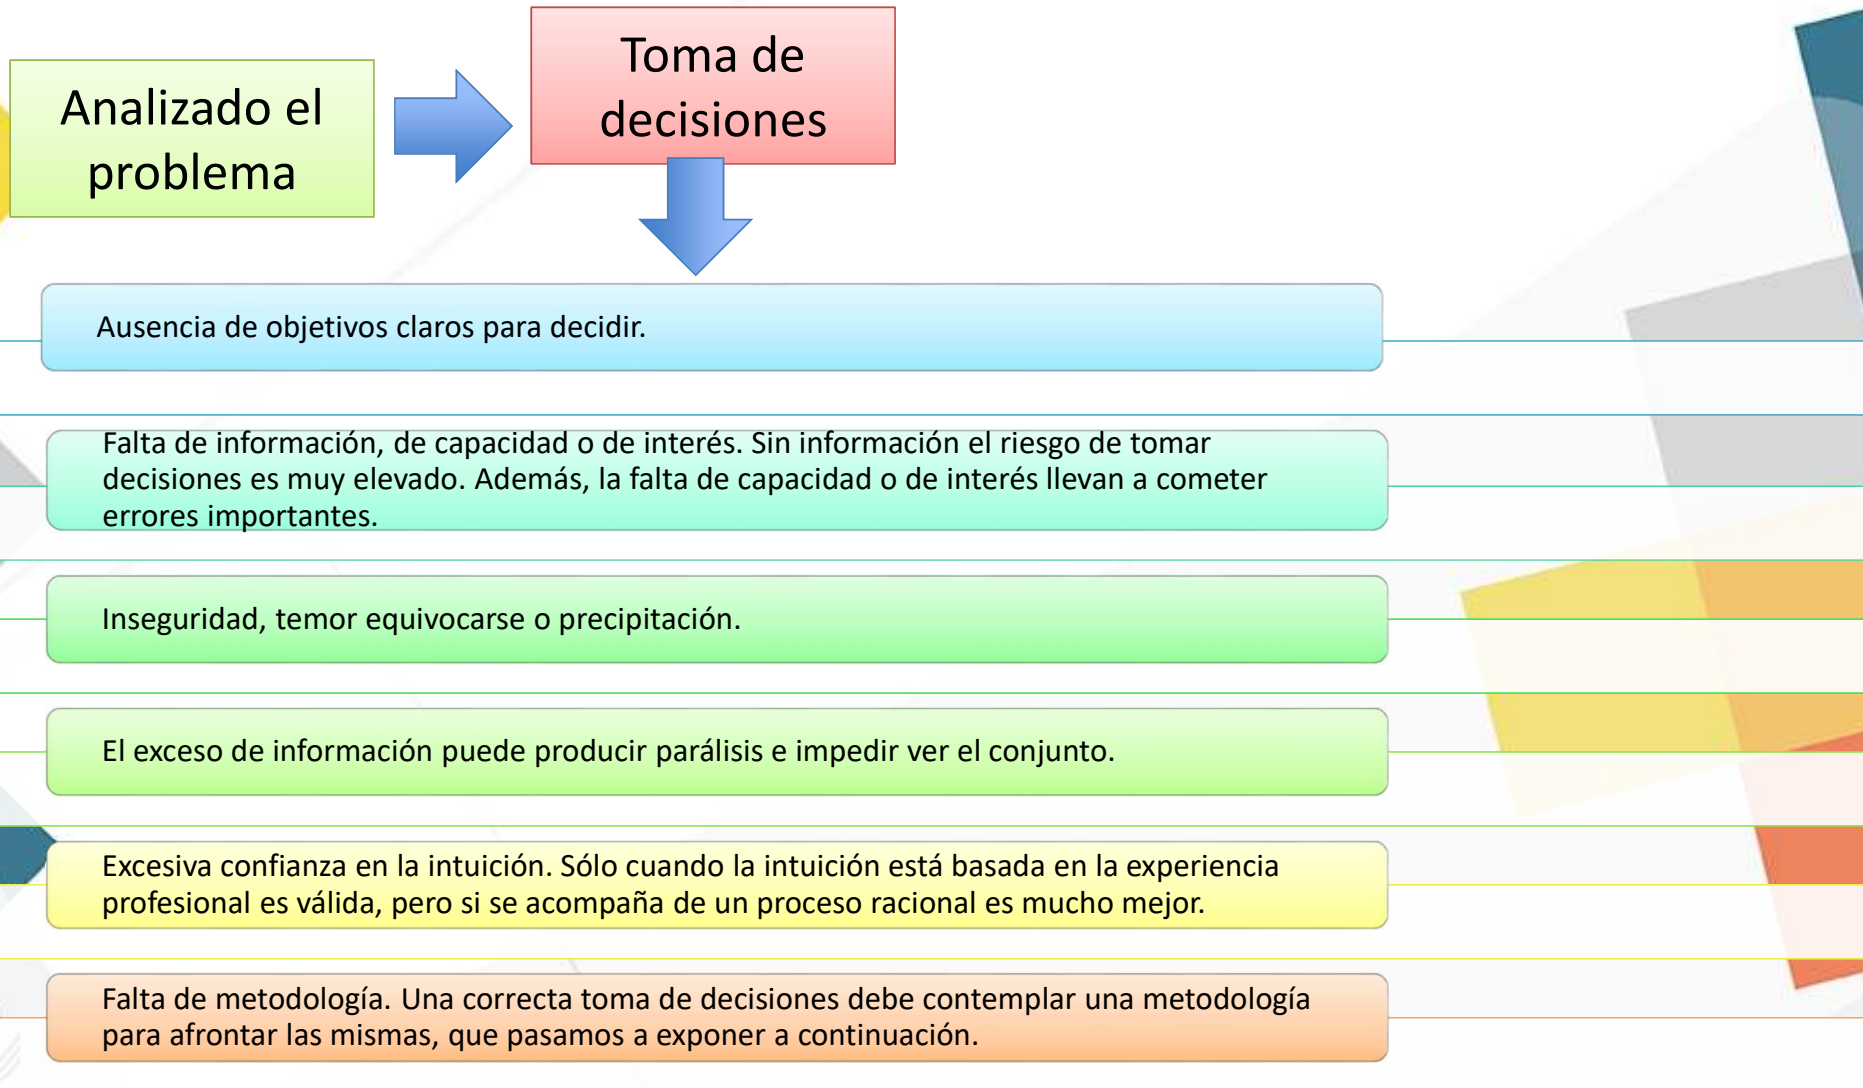 Analizado el
problema
Toma de
decisiones
Ausencia de objetivos claros para decidir.
Falta de información, de capacidad o de interés. Sin información el riesgo de tomar
decisiones es muy elevado. Además, la falta de capacidad o de interés llevan a cometer
errores importantes.
Inseguridad, temor equivocarse o precipitación.
El exceso de información puede producir parálisis e impedir ver el conjunto.
Excesiva confianza en la intuición. Sólo cuando la intuición está basada en la experiencia
profesional es válida, pero si se acompaña de un proceso racional es mucho mejor.
Falta de metodología. Una correcta toma de decisiones debe contemplar una metodología
para afrontar las mismas, que pasamos a exponer a continuación.